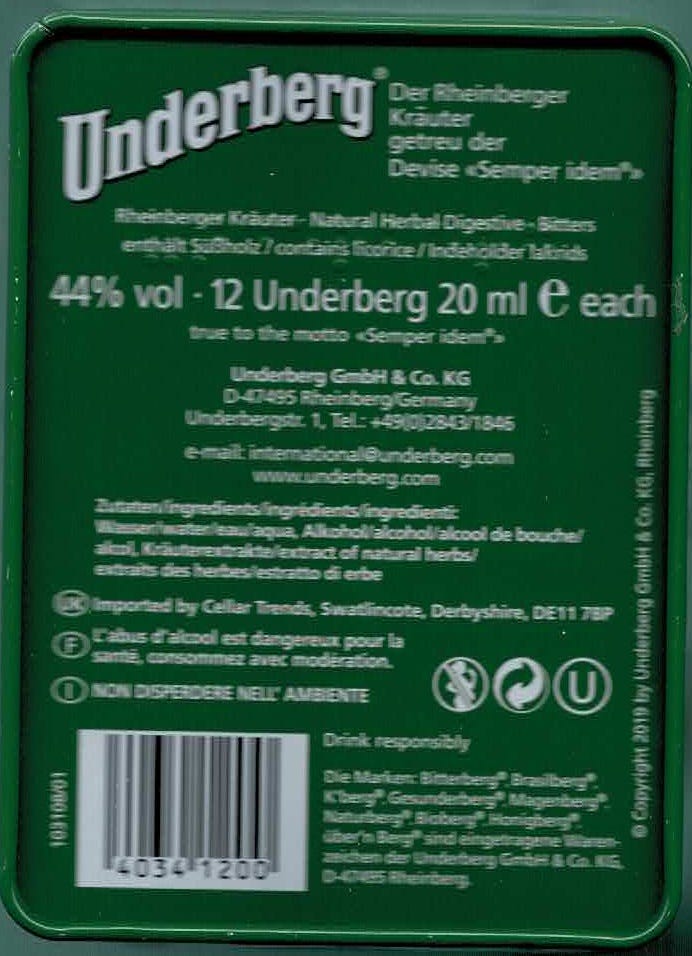 Underberg®
Der Rheinberger
Kräuter
getreu der
Devise «Semper idem®»
Rheinberger Kräuter - Natural Herbal Digestive - Bitters
enthält Süßholz / contains licorice / Indeholder lakrids
44% vol - 12 Underberg 20 ml e each
true to the motto «Semper idem®»
Underberg GmbH & Co. KG
D-47495 Rheinberg/Germany
Underbergstr. 1, Tel.: +49(0)2843/1846
e-mail: international@underberg.com
www.underberg.com
Zutaten/ingredients/ingrédients/ingredienti:
Wasser/water/eau/aqua, Alkohol/alcohol/alcool de bouche/
alcol, Kräuterextrakte/extract of natural herbs/
extraits des herbes/estratto di erbe
UK Imported by Cellar Trends, Swatlincote, Derbyshire, DE11 7BP
F L'abus d'alcool est dangereux pour la
santé, consommez avec modération.
I NON DISPERDERE NELL' AMBIENTE
U
Drink responsibly
Die Marken: Bitterberg®, Brasilberg®,
K'berg®, Gesunderberg®, Magenberg®,
Naturberg®, Bioberg®, Honigberg®,
über'n Berg® und eingetragene Waren-
zeichen der Underberg GmbH & Co. KG,
D-47495 Rheinberg.
4034 1200
103100/01
© Copyright 2019 by Underberg GmbH & Co. KG, Rheinberg